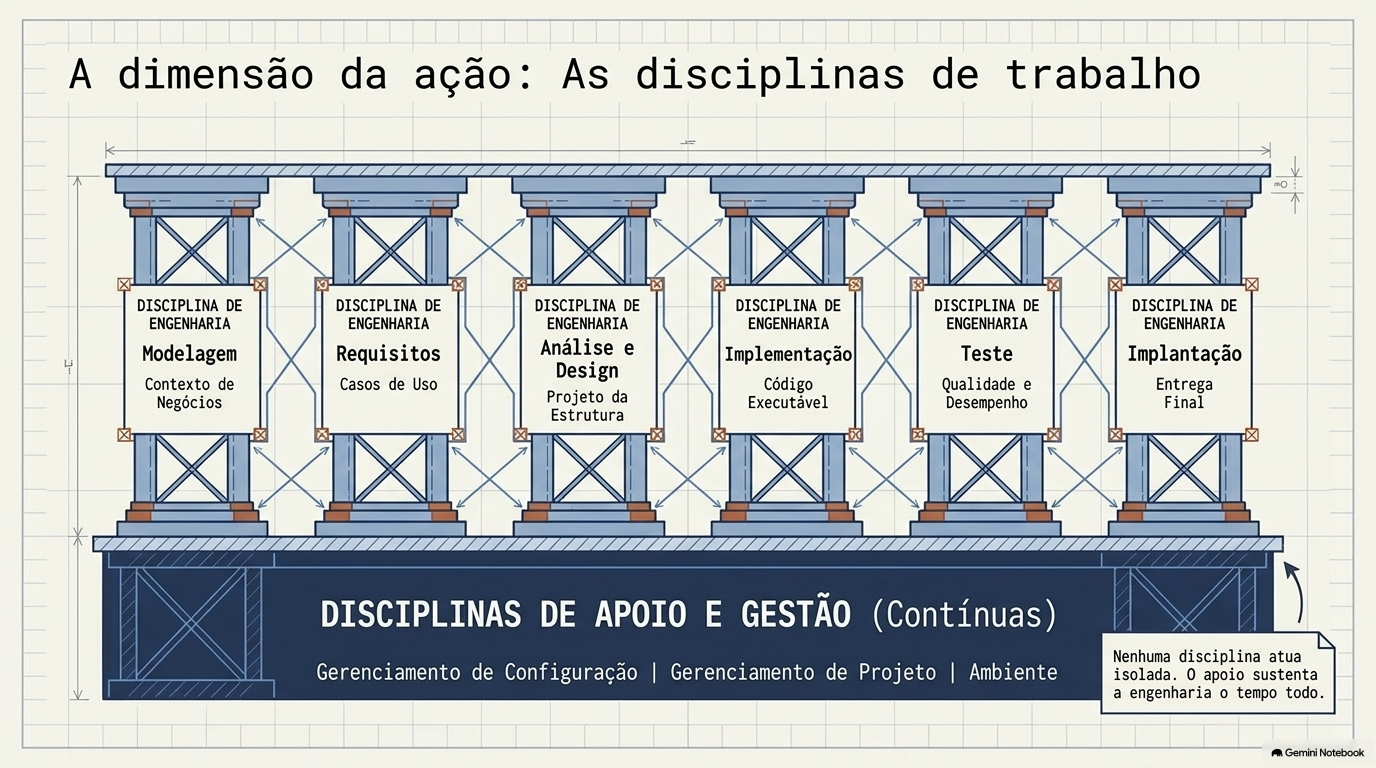 A dimensão da ação: As disciplinas de trabalho
DISCIPLINA DE
ENGENHARIA
Modelagem
Contexto de
Negócios
DISCIPLINA DE
ENGENHARIA
Requisitos
Casos de Uso
DISCIPLINA DE
ENGENHARIA
Análise e
Design
Projeto da
Estrutura
DISCIPLINA DE
ENGENHARIA
Implementação
Código
Executável
DISCIPLINA DE
ENGENHARIA
Teste
Qualidade e
Desempenho
DISCIPLINA DE
ENGENHARIA
Implantação
Entrega
Final
DISCIPLINAS DE APOIO E GESTÃO (Contínuas)
Gerenciamento de Configuração | Gerenciamento de Projeto | Ambiente
Nenhuma disciplina atua
isolada. O apoio sustenta
a engenharia o tempo todo.
Gemini Notebook